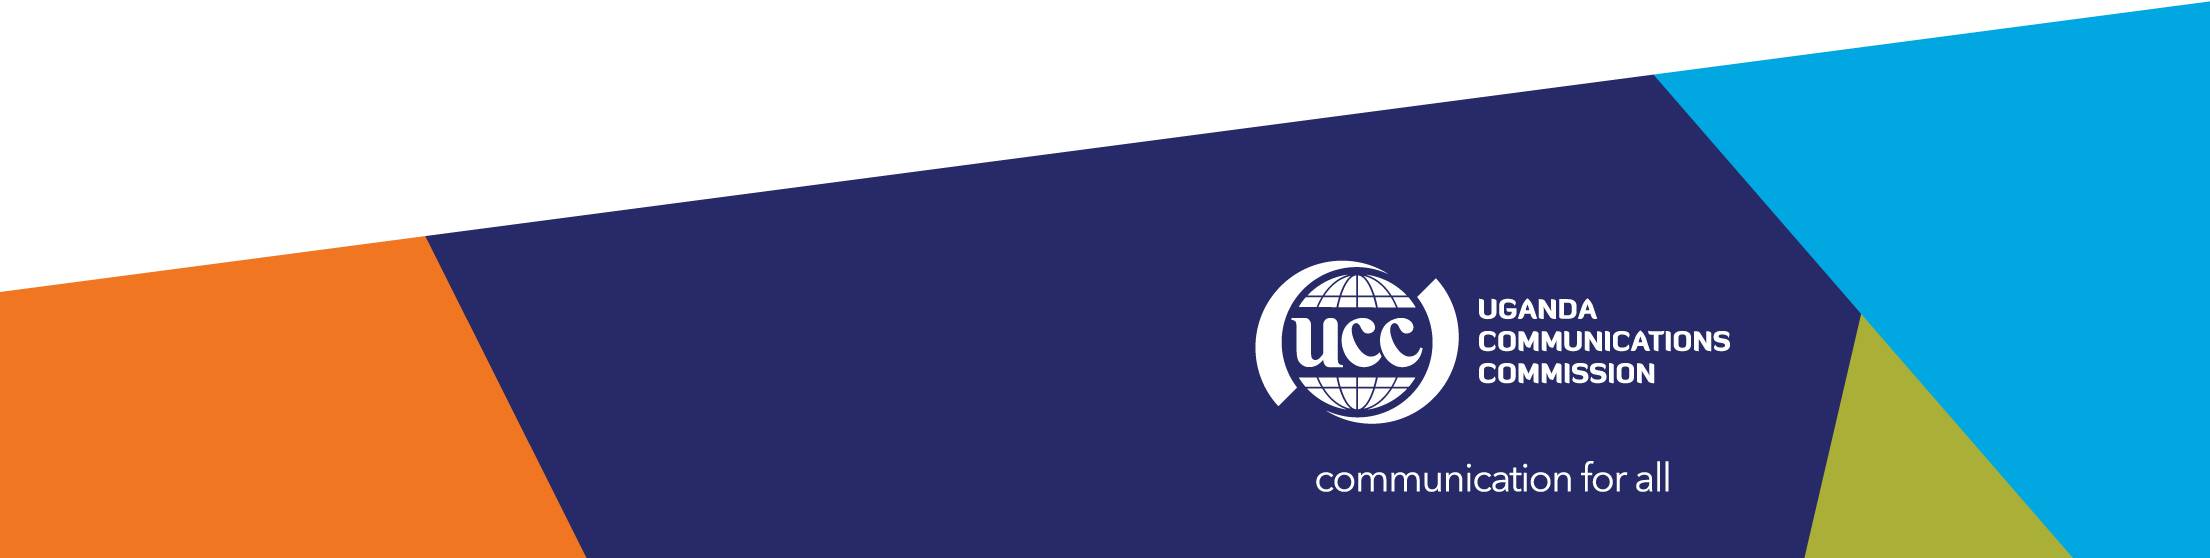 ucc
UGANDA
COMMUNICATIONS
COMMISSION
communication for all